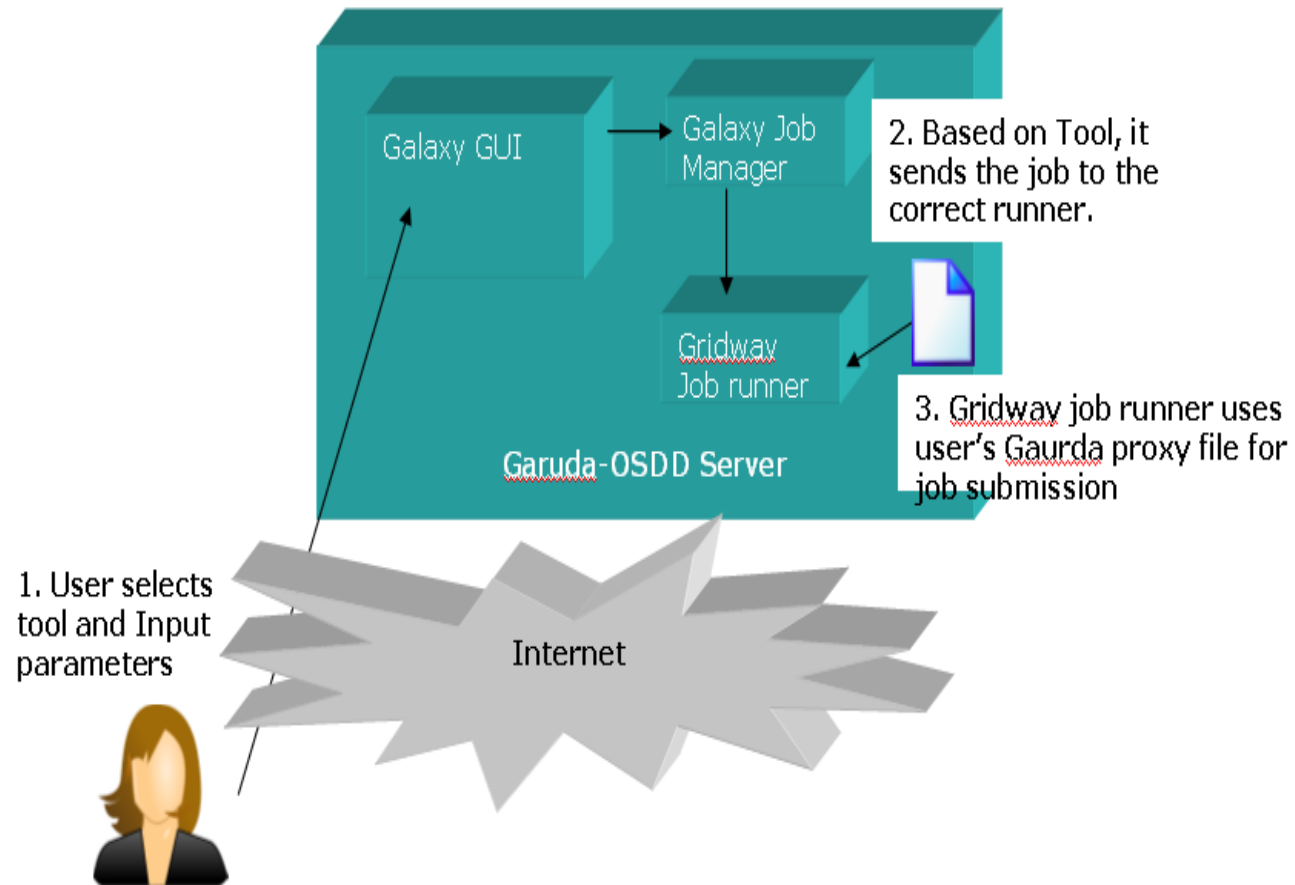 Galaxy GUI
Galaxy Job
Manager
2. Based on Tool, it
sends the job to the
correct runner.
Gridway
Job runner
3. Gridway job runner uses
user's Gaurda proxy file for
job submission
Garuda-OSDD Server
1. User selects
tool and Input
parameters
Internet